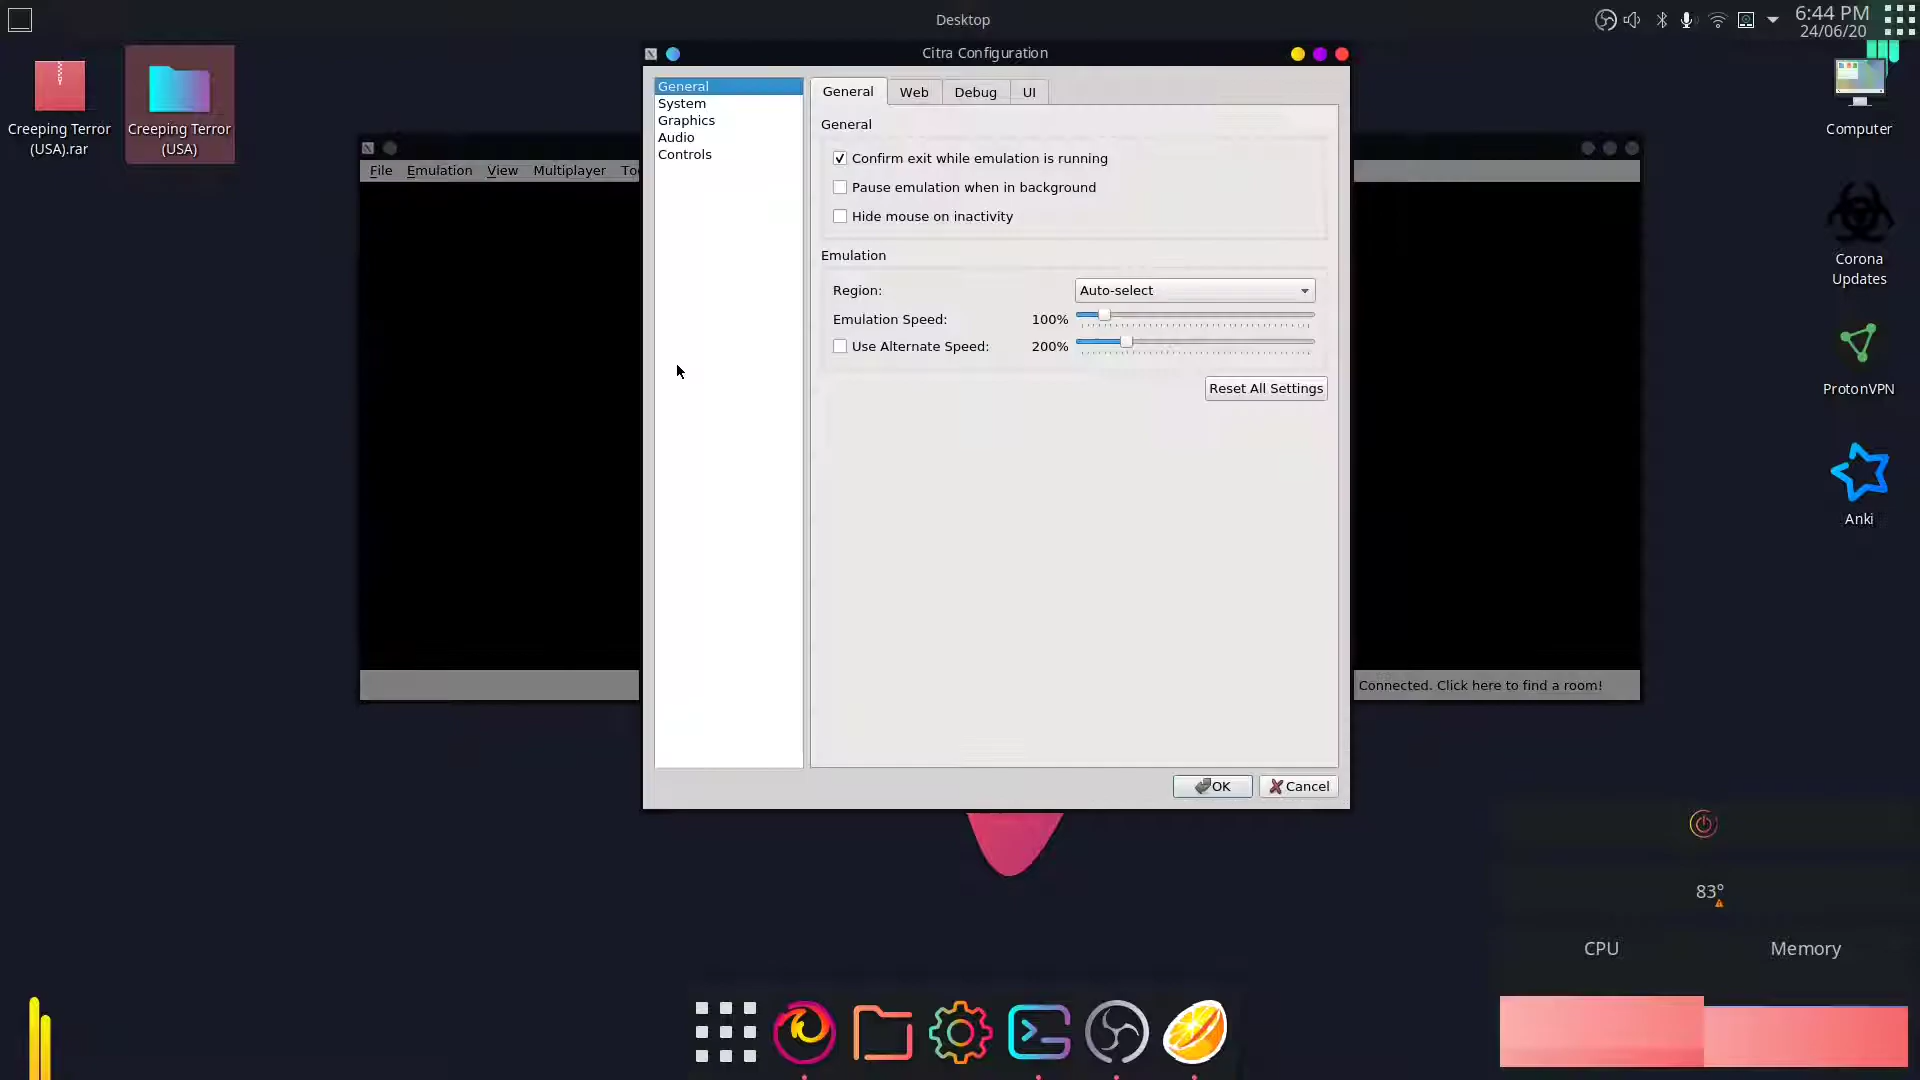 Desktop
6:44 PM
24/06/20
Creeping Terror
(USA).rar
Creeping Terror
(USA)
Computer
Corona
Updates
ProtonVPN
Anki
File Emulation View Multiplayer To
Connected. Click here to find a room!
Citra Configuration
General
System
Graphics
Audio
Controls
General Web Debug UI
General
Confirm exit while emulation is running
Pause emulation when in background
Hide mouse on inactivity
Emulation
Region: Auto-select
Emulation Speed: 100%
Use Alternate Speed: 200%
Reset All Settings
OK Cancel
83°
CPU Memory